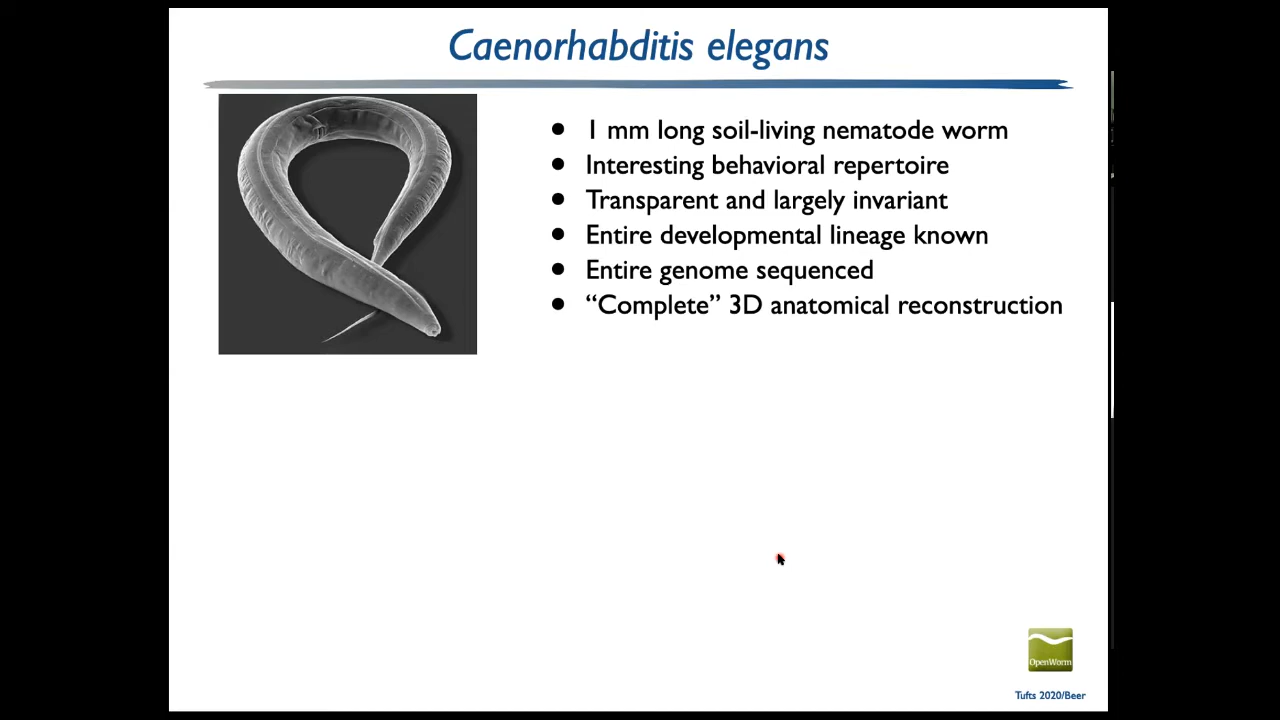 Caenorhabditis elegans
● 1 mm long soil-living nematode worm
● Interesting behavioral repertoire
● Transparent and largely invariant
● Entire developmental lineage known
● Entire genome sequenced
● “Complete” 3D anatomical reconstruction
OpenWorm
Tufts 2020/Beer